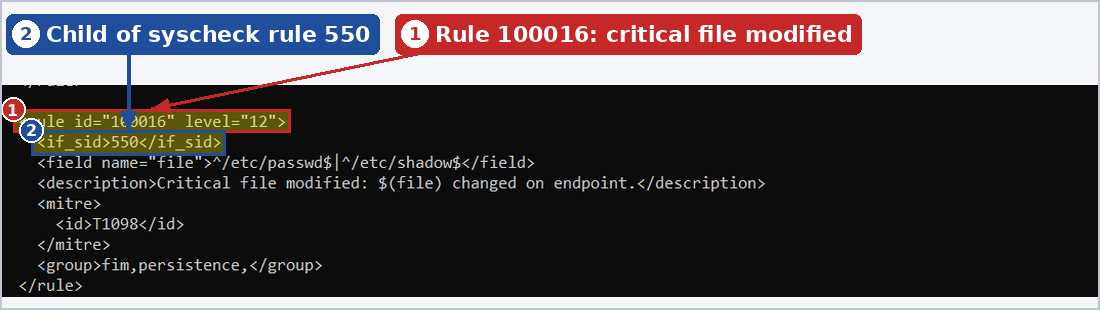 2 Child of syscheck rule 550
1 Rule 100016: critical file modified
1
rule id="100016" level="12">
2
<if_sid>550</if_sid>
<field name="file">^/etc/passwd$|^/etc/shadow$</field>
<description>Critical file modified: $(file) changed on endpoint.</description>
<mitre>
<id>T1098</id>
</mitre>
<group>fim,persistence,</group>
</rule>